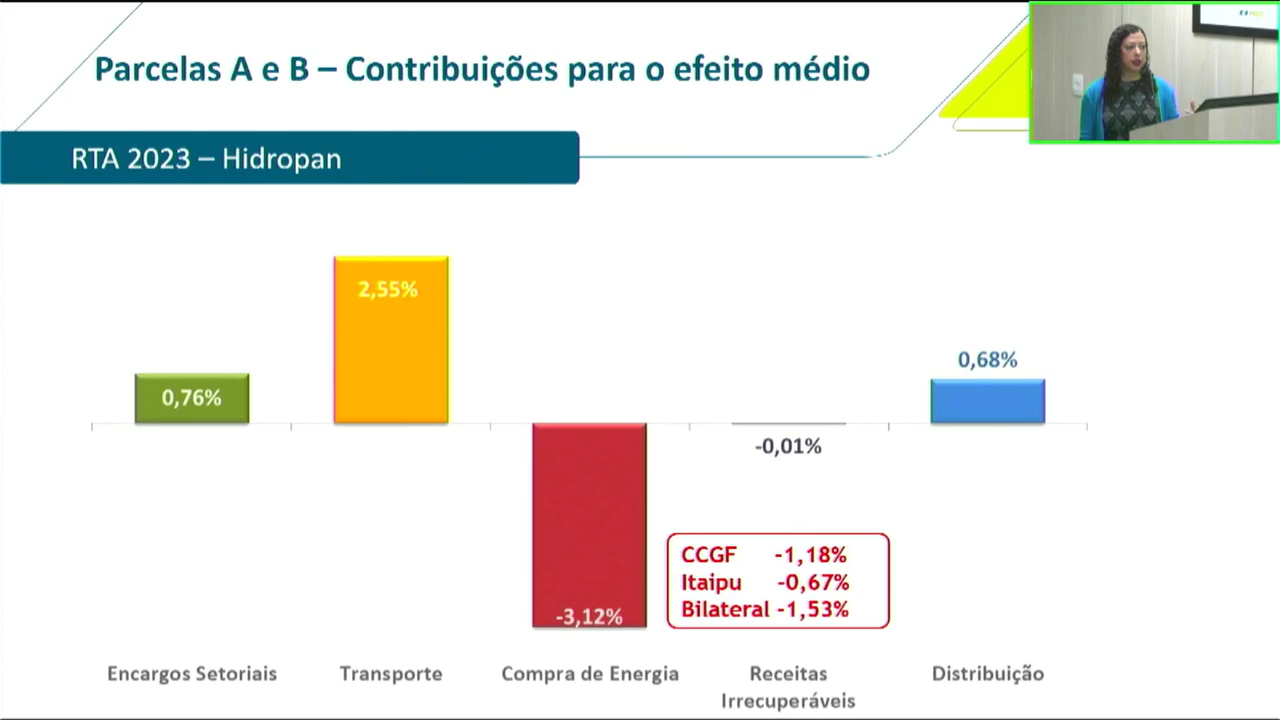 Parcelas A e B – Contribuições para o efeito médio
RTA 2023 – Hidropan
2,55%
0,76%
0,68%
-0,01%
-3,12%
CCGF -1,18%
Itaipu -0,67%
Bilateral -1,53%
Encargos Setoriais
Transporte
Compra de Energia
Receitas
Irrecuperáveis
Distribuição